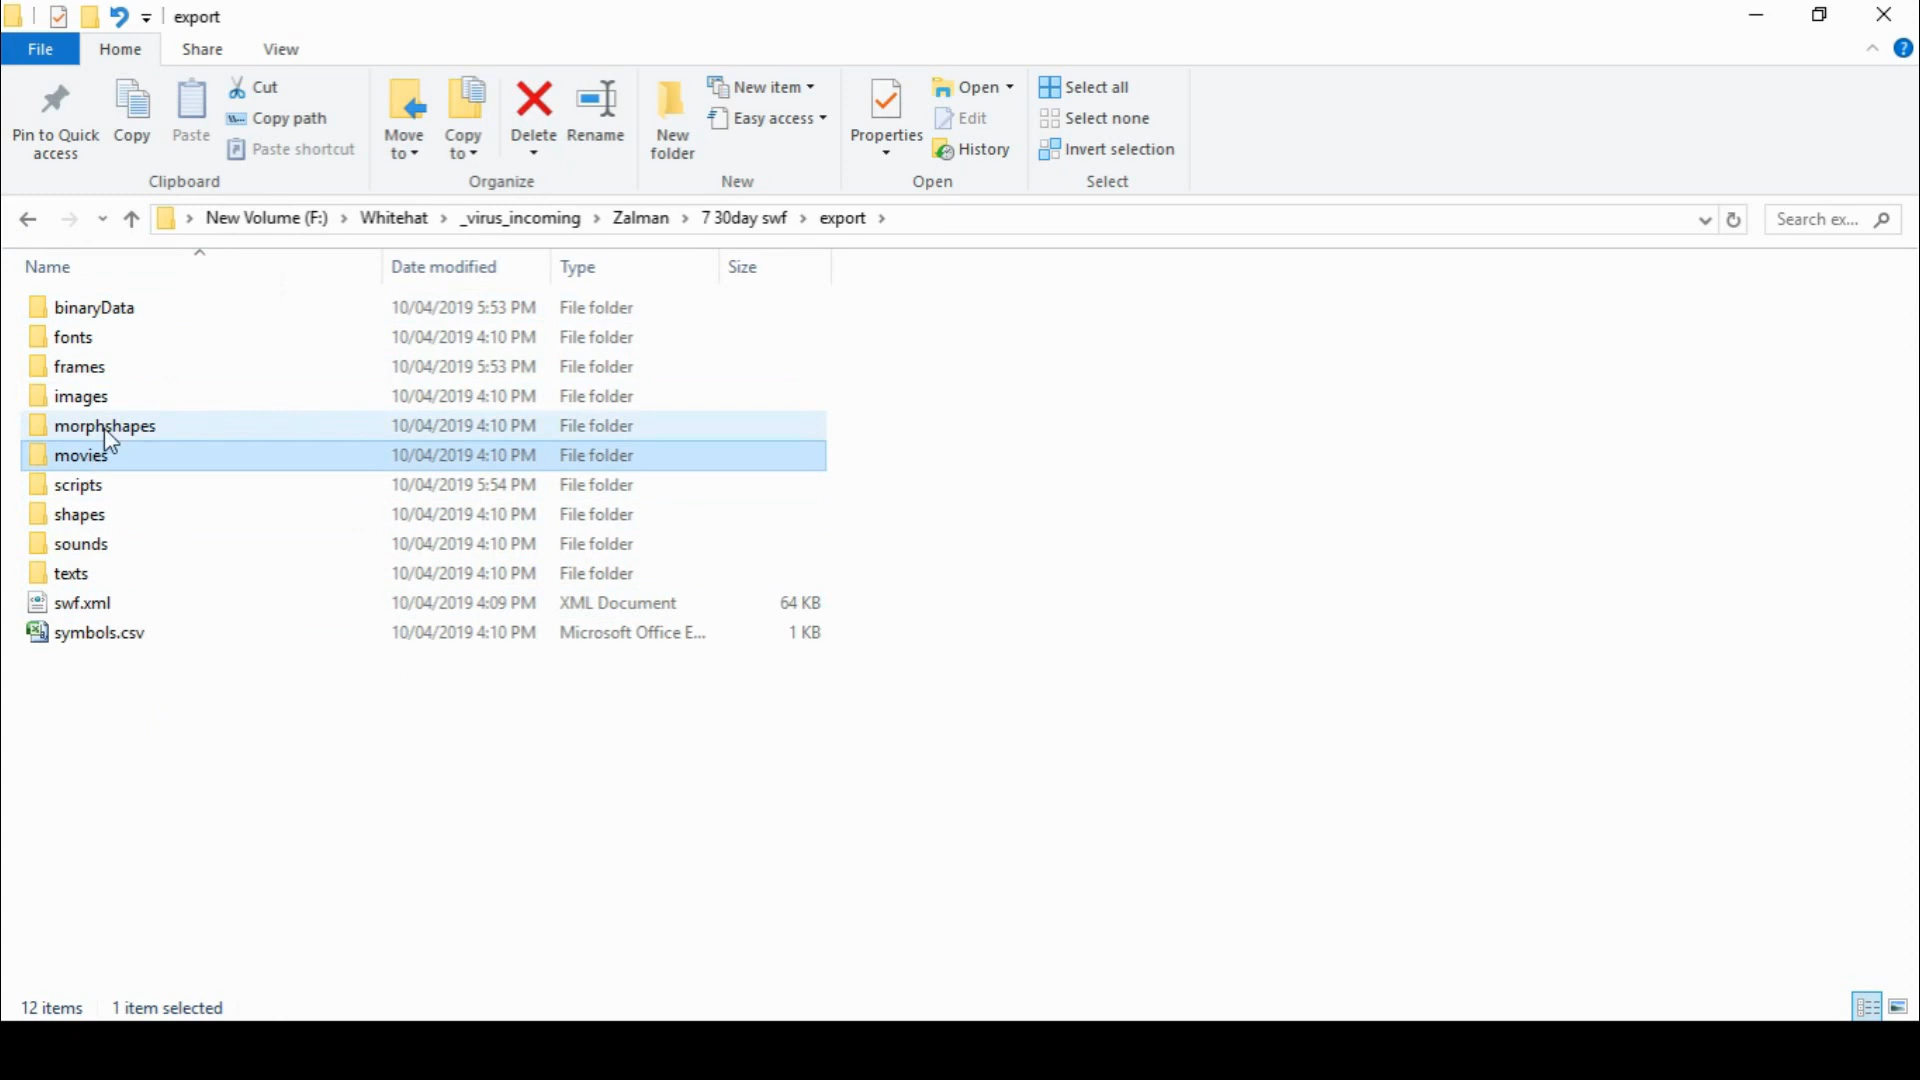 export
File Home Share View
Pin to Quick access
Copy
Paste
Cut
Copy path
Paste shortcut
Clipboard
Move to
Copy to
Delete
Rename
Organize
New folder
New item
Easy access
New
Properties
Open
Edit
History
Open
Select all
Select none
Invert selection
Select
New Volume (F:) Whitehat _virus_incoming Zalman 7 30day swf export
Search ex...
Name Date modified Type Size
binaryData 10/04/2019 5:53 PM File folder
fonts 10/04/2019 4:10 PM File folder
frames 10/04/2019 5:53 PM File folder
images 10/04/2019 4:10 PM File folder
morphshapes 10/04/2019 4:10 PM File folder
movies 10/04/2019 4:10 PM File folder
scripts 10/04/2019 5:54 PM File folder
shapes 10/04/2019 4:10 PM File folder
sounds 10/04/2019 4:10 PM File folder
texts 10/04/2019 4:10 PM File folder
swf.xml 10/04/2019 4:09 PM XML Document 64 KB
symbols.csv 10/04/2019 4:10 PM Microsoft Office E... 1 KB
12 items 1 item selected